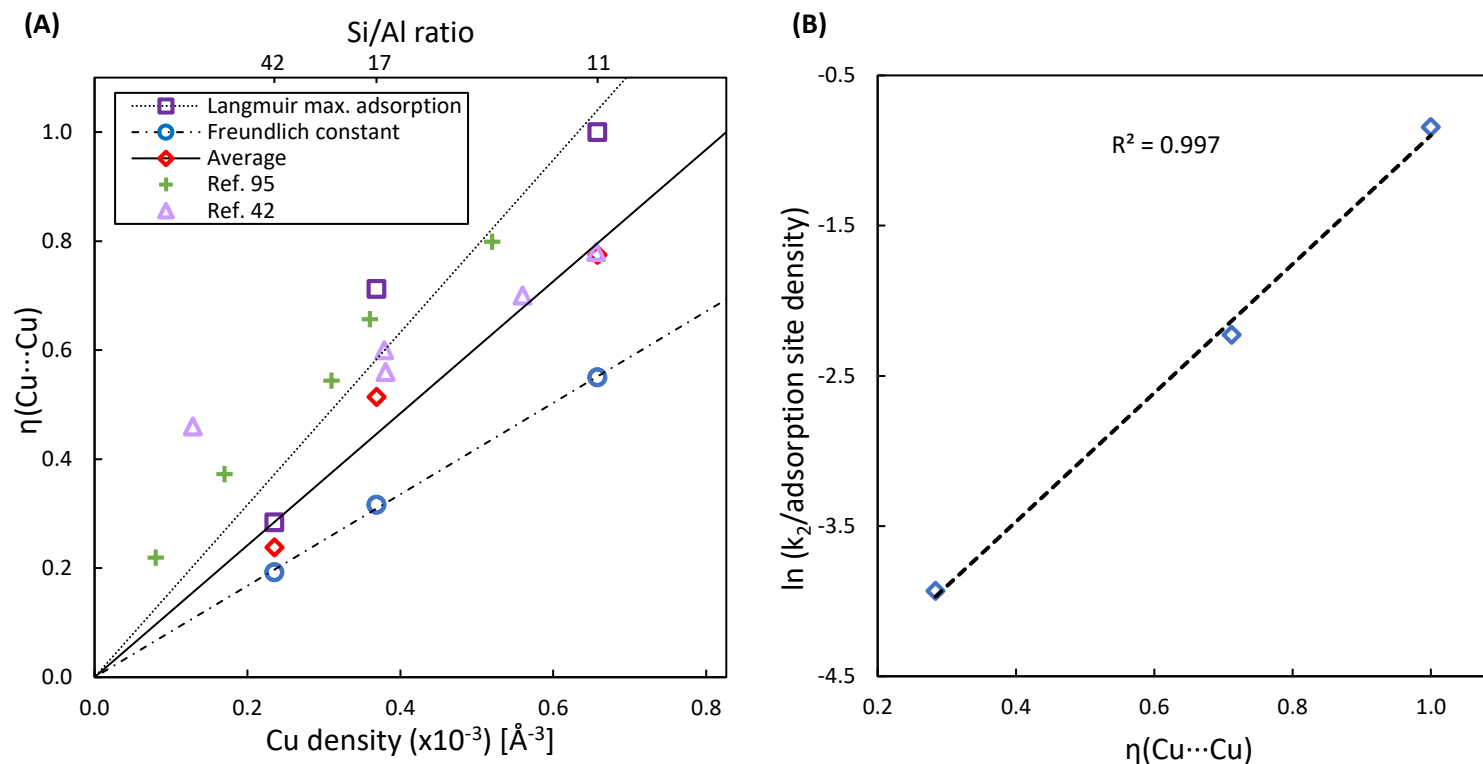 (A)
Si/Al ratio
42 17 11
Langmuir max. adsorption
Freundlich constant
Average
Ref. 95
Ref. 42
1.0
0.8
0.6
0.4
0.2
0.0
η(Cu···Cu)
0.0 0.2 0.4 0.6 0.8
Cu density (x10⁻³) [Å⁻³]
(B)
R² = 0.997
-0.5
-1.5
-2.5
-3.5
-4.5
ln (k₂/adsorption site density)
0.2 0.4 0.6 0.8 1.0
η(Cu···Cu)